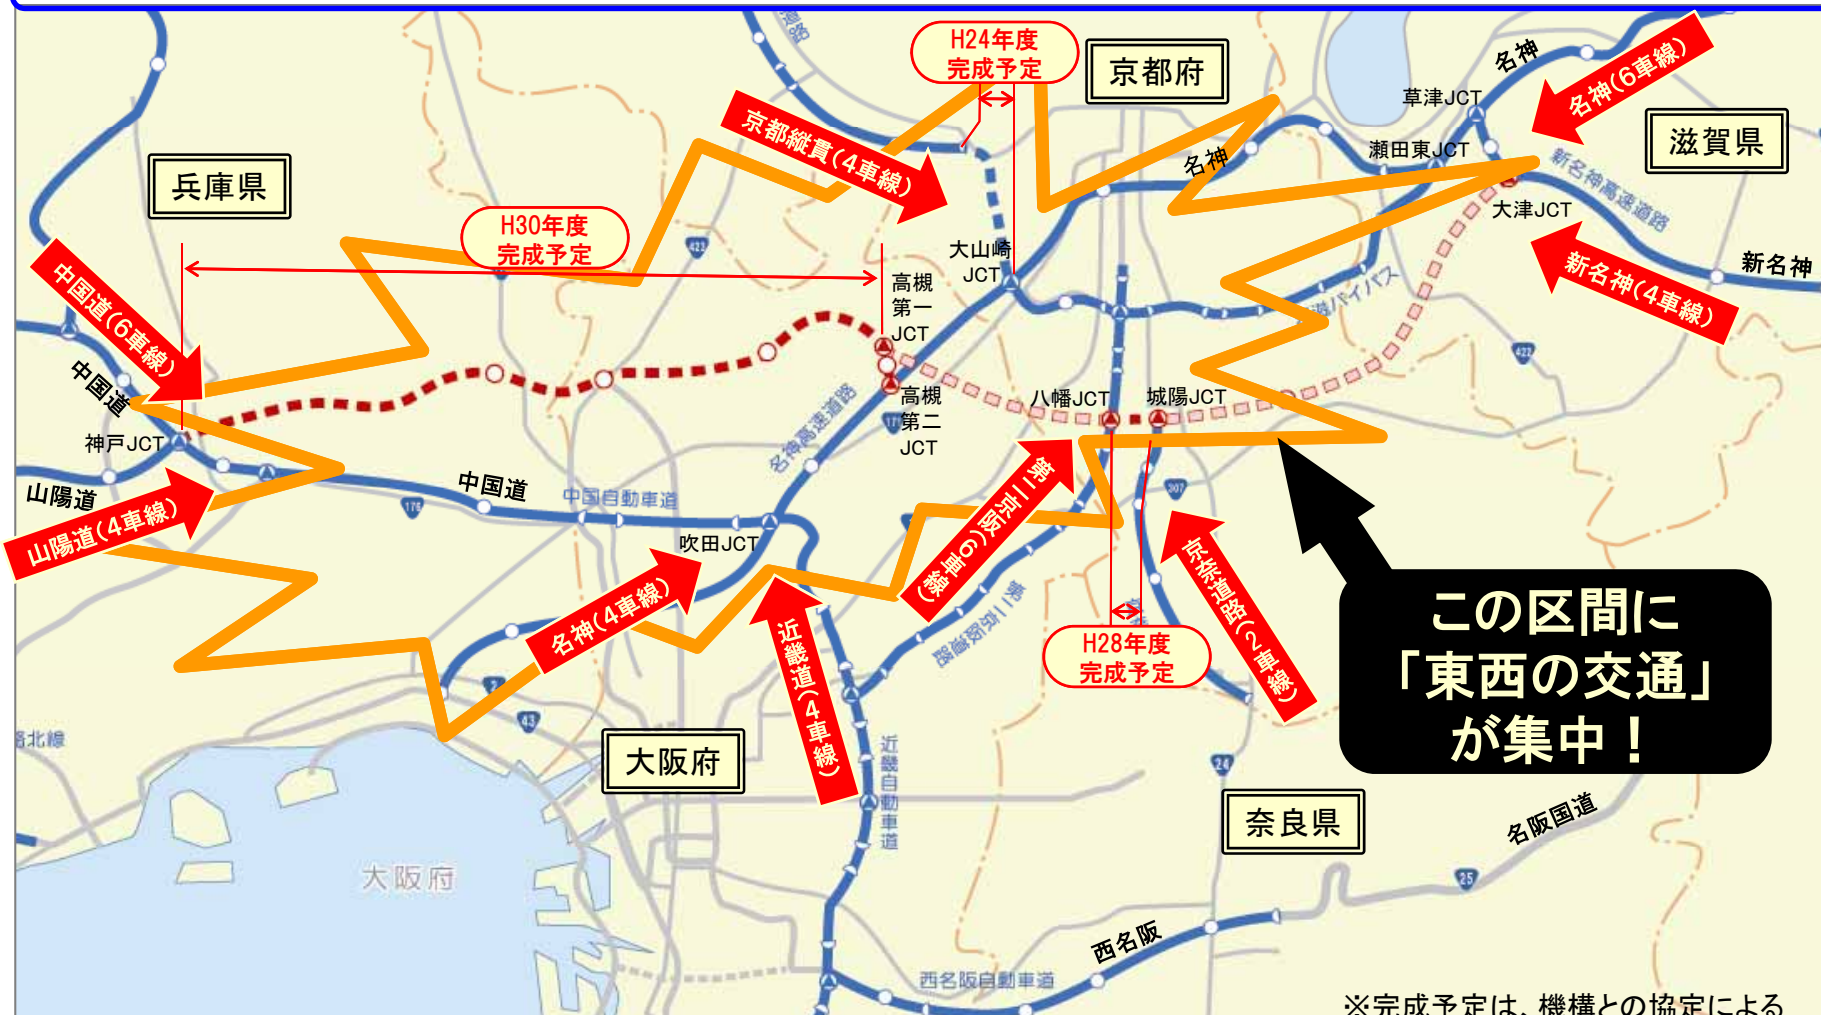 H24年度
完成予定
京都府
名神
名神(6車線)
草津JCT
滋賀県
瀬田東JCT
新名神高速道路
京都縦貫(4車線)
名神
兵庫県
大津JCT
H30年度
完成予定
423
大山崎
JCT
新名神
新名神(4車線)
中国道(6車線)
高槻
第一
JCT
422
中国道
高槻
第二
JCT
八幡JCT
城陽JCT
名神高速道路
神戸JCT
山陽道
中国道
中国自動車道
176
307
山陽道(4車線)
吹田JCT
第二京阪(6車線)
京奈道路(2車線)
名神(4車線)
近畿道(4車線)
第二京阪道路
この区間に
「東西の交通」
が集中!
H28年度
完成予定
2
43
大阪府
近畿自動車道
24
奈良県
名阪国道
25
大阪府
西名阪
西名阪自動車道
※完成予定は、機構との協定による